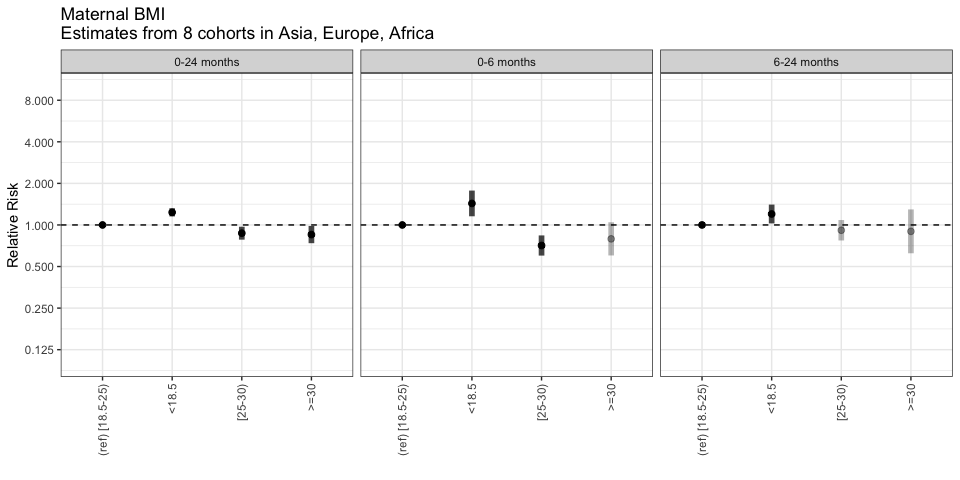 Maternal BMI
Estimates from 8 cohorts in Asia, Europe, Africa
0-24 months
0-6 months
6-24 months
Relative Risk
8.000
4.000
2.000
1.000
0.500
0.250
0.125
(ref) [18.5-25)
<18.5
[25-30)
>=30
(ref) [18.5-25)
<18.5
[25-30)
>=30
(ref) [18.5-25)
<18.5
[25-30)
>=30